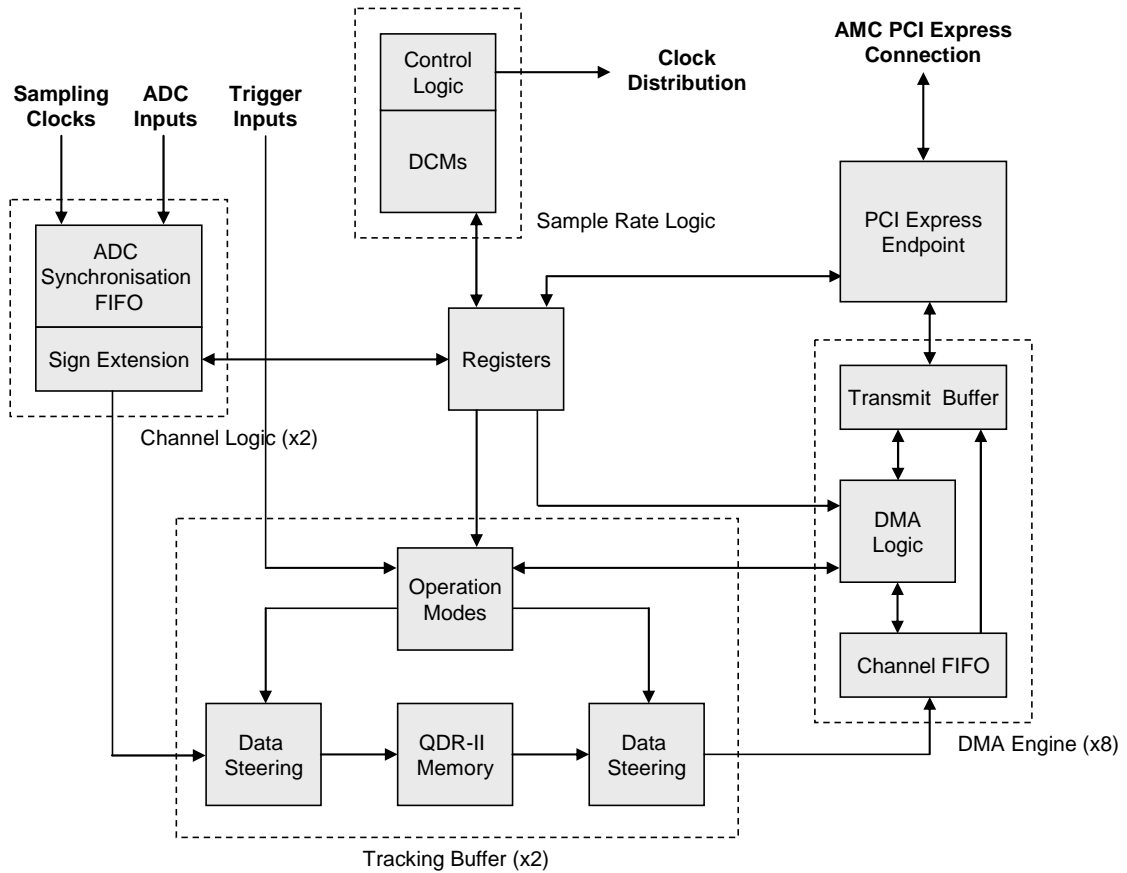 AMC PCI Express
Connection
Control
Logic
Clock
Distribution
Sampling
Clocks
ADC
Inputs
Trigger
Inputs
DCMs
Sample Rate Logic
PCI Express
Endpoint
ADC
Synchronisation
FIFO
Sign Extension
Registers
Channel Logic (x2)
Transmit Buffer
DMA
Logic
Operation
Modes
Channel FIFO
Data
Steering
QDR-II
Memory
Data
Steering
DMA Engine (x8)
Tracking Buffer (x2)